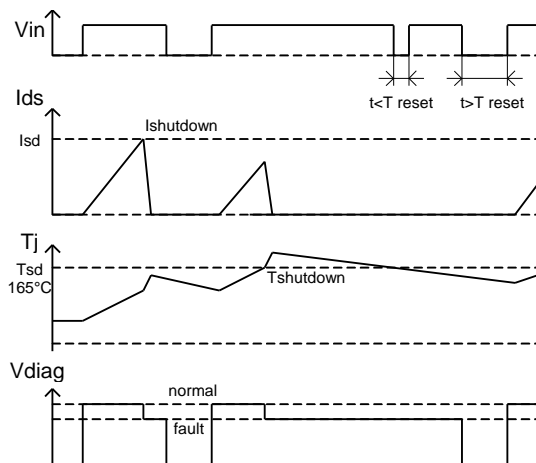 Vin
t<T reset
t>T reset
Ids
Isd
Ishutdown
Tj
Tsd
165°C
Tshutdown
Vdiag
normal
fault